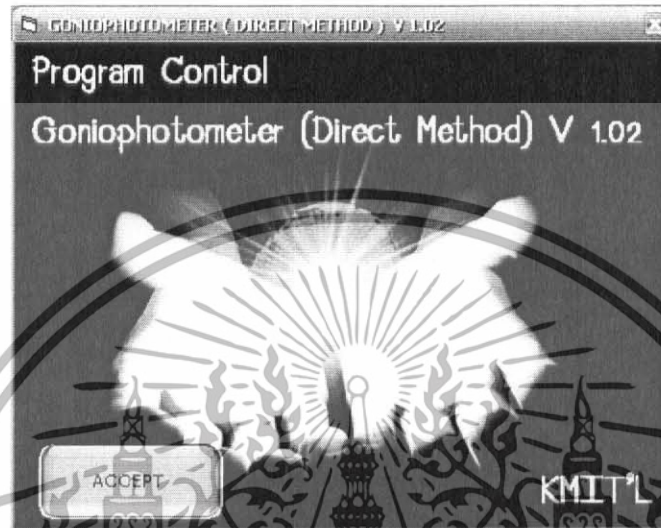 GONIOPHOTOMETER ( DIRECT METHOD ) V 1.02
Program Control
Goniophotometer (Direct Method) V 1.02
ACCEPT
KMIT'L